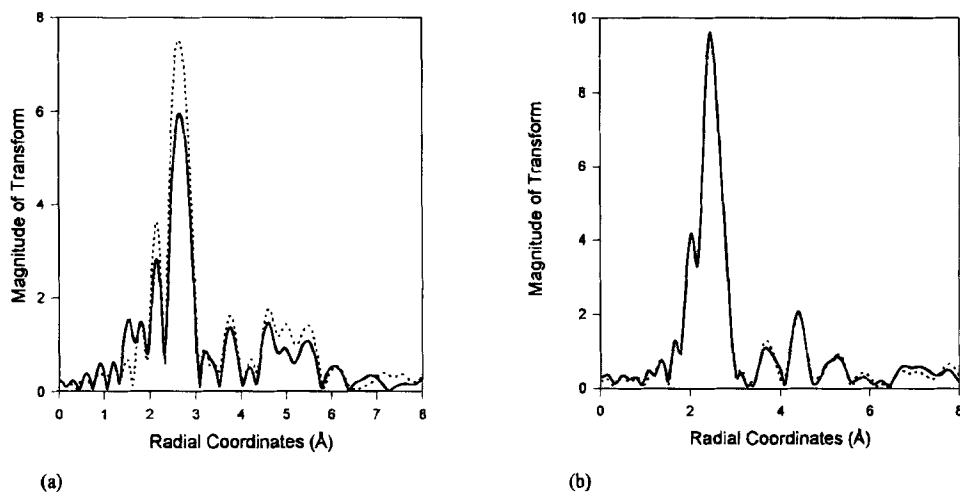 8
6
4
2
0
Magnitude of Transform
0 1 2 3 4 5 6 7 8
Radial Coordinates (Å)
(a)
10
8
6
4
2
0
Magnitude of Transform
0 2 4 6 8
Radial Coordinates (Å)
(b)